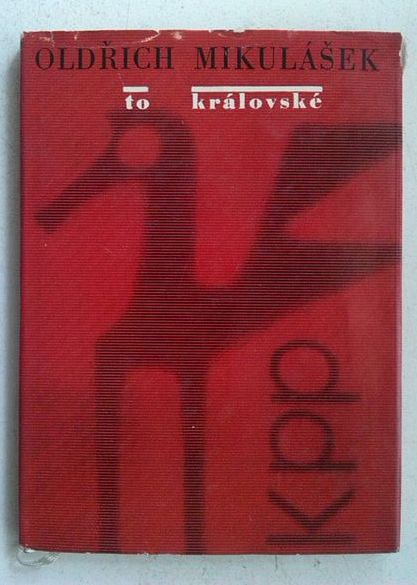 OLDŘICH MIKULÁŠEK
to královské
kpp